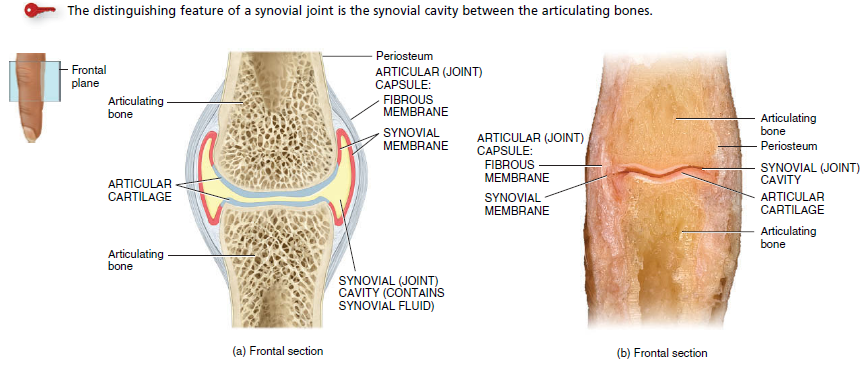 The distinguishing feature of a synovial joint is the synovial cavity between the articulating bones.
Frontal
plane
Articulating
bone
ARTICULAR
CARTILAGE
Articulating
bone
Periosteum
ARTICULAR (JOINT)
CAPSULE:
FIBROUS
MEMBRANE
SYNOVIAL
MEMBRANE
SYNOVIAL (JOINT)
CAVITY (CONTAINS
SYNOVIAL FLUID)
(a) Frontal section
ARTICULAR (JOINT)
CAPSULE:
FIBROUS
MEMBRANE
SYNOVIAL
MEMBRANE
Articulating
bone
Periosteum
SYNOVIAL (JOINT)
CAVITY
ARTICULAR
CARTILAGE
Articulating
bone
(b) Frontal section